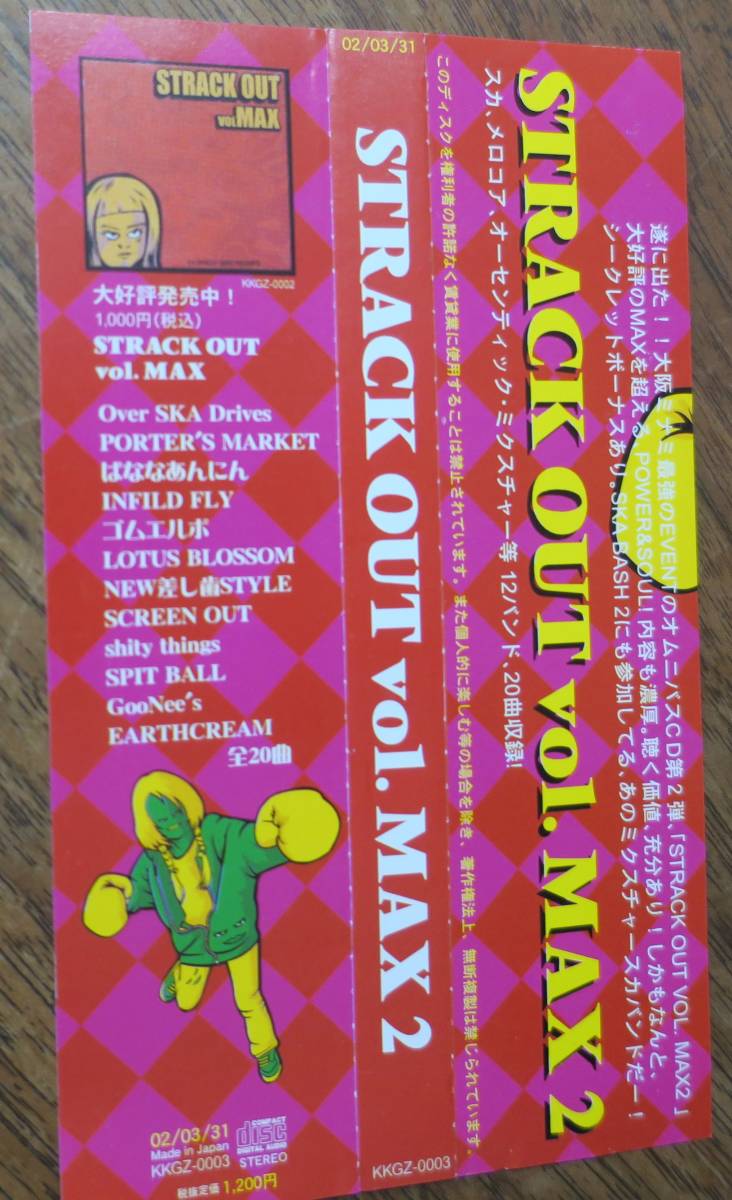 STRACK OUT
vol.MAX
KKGZ-0002
大好評発売中！
1,000円(税込)
STRACK OUT
vol. MAX
Over SKA Drives
PORTER'S MARKET
ばななあんにん
INFILD FLY
ゴムエルボ
LOTUS BLOSSOM
NEW差し歯STYLE
SCREEN OUT
shity things
SPIT BALL
GooNee's
EARTHCREAM
全20曲
02/03/31
Made in Japan
KKGZ-0003
COMPACT
disc
DIGITAL AUDIO
STEREO
税抜定価 1,200円
02/03/31
STRACK OUT vol. MAX 2
KKGZ-0003
遂に出た！！大阪ミナミ最強のEVENTのオムニバスCD第2弾、「STRACK OUT VOL. MAX2」
大好評のMAXを超える、POWER&SOUL！内容も濃厚。聴く価値、充分あり！しかもなんと、
シークレットボーナスあり。SKA BASH 2にも参加してる、あのミクスチャースカバンドだー！
STRACK OUT vol. MAX 2
スカ、メロコア、オーセンティック・ミクスチャー等 12バンド、20曲収録！
このディスクを権利者の許諾なく賃貸業に使用することは禁止されています。また個人的に楽しむ等の場合を除き、著作権法上、無断複製は禁じられています。